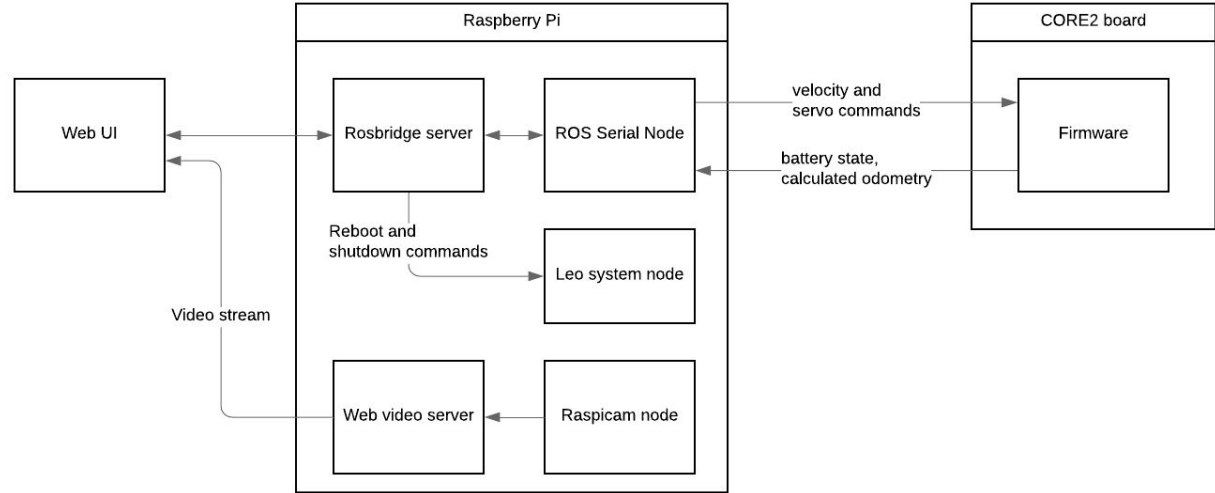 Raspberry Pi
CORE2 board
Web UI
Rosbridge server
ROS Serial Node
velocity and
servo commands
Firmware
battery state,
calculated odometry
Reboot and
shutdown commands
Leo system node
Video stream
Web video server
Raspicam node